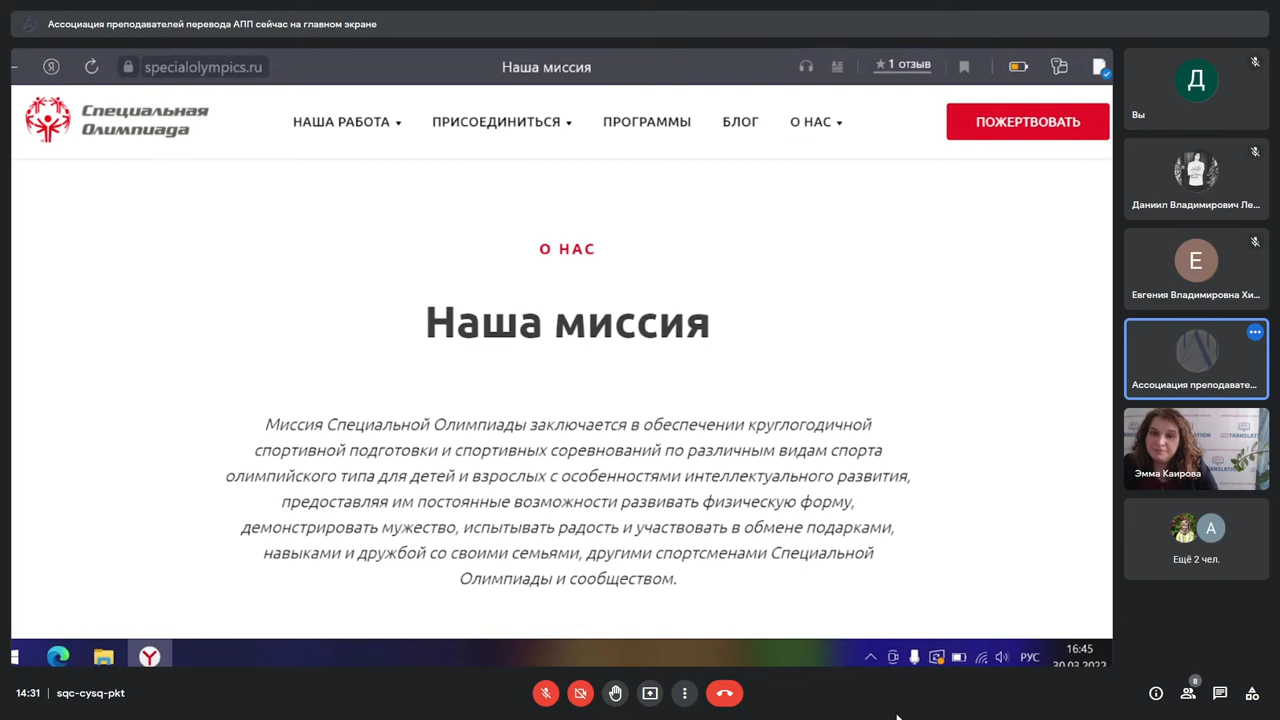 Ассоциация преподавателей перевода АПП сейчас на главном экране
specialolympics.ru
Наша миссия
★ 1 отзыв
Специальная
Олимпиада
НАША РАБОТА
ПРИСОЕДИНИТЬСЯ
ПРОГРАММЫ
БЛОГ
О НАС
ПОЖЕРТВОВАТЬ
О НАС
Наша миссия
Миссия Специальной Олимпиады заключается в обеспечении круглогодичной
спортивной подготовки и спортивных соревнований по различным видам спорта
олимпийского типа для детей и взрослых с особенностями интеллектуального развития,
предоставляя им постоянные возможности развивать физическую форму,
демонстрировать мужество, испытывать радость и участвовать в обмене подарками,
навыками и дружбой со своими семьями, другими спортсменами Специальной
Олимпиады и сообществом.
РУС
16:45
30.03.2022
Д
Вы
Даниил Владимирович Ле...
Е
Евгения Владимировна Хи...
Ассоциация преподавате...
Эмма Каирова
А
Ещё 2 чел.
14:31 | sqc-cysq-pkt
8